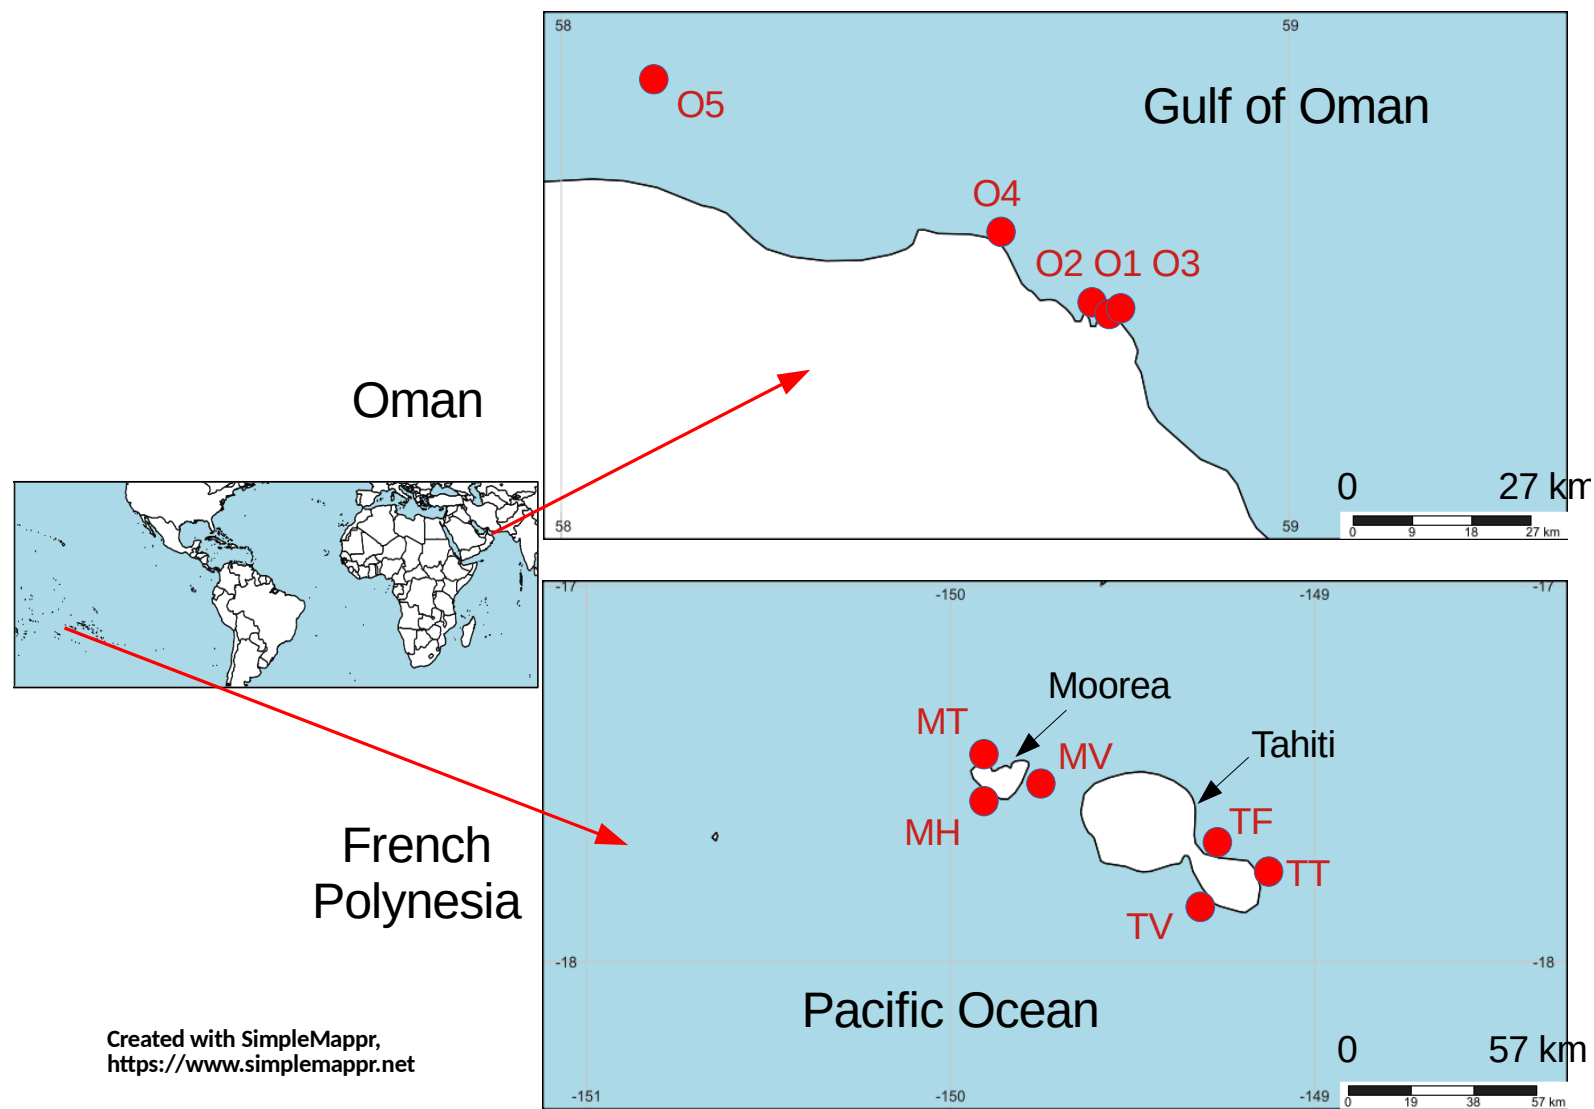 58
59
O5
Gulf of Oman
O4
O2 O1 O3
Oman
0 27 km
58
59
0 9 18 27 km
-17
-150
-149
-17
Moorea
MT
Tahiti
MV
TF
MH
French
Polynesia
TT
TV
-18
-18
Pacific Ocean
Created with SimpleMappr,
https://www.simplemappr.net
0 57 km
-151
-150
-149
0 19 38 57 km